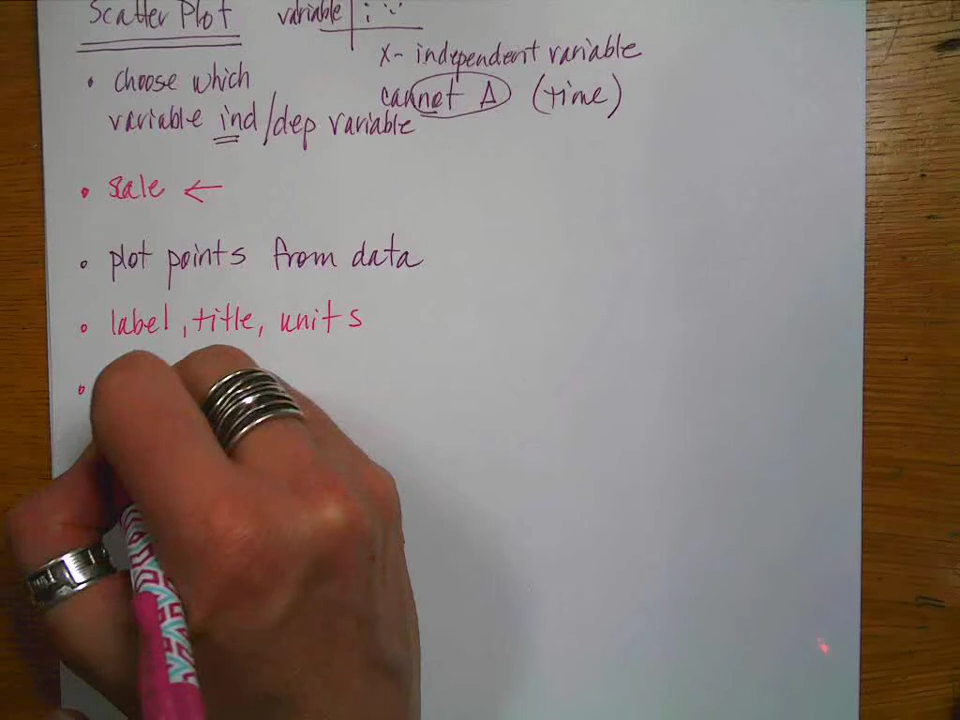 Scatter Plot
variable
x- independent variable
• choose which
cannot Δ (time)
variable ind/dep variable
• scale ←
• plot points from data
• label, title, units
•